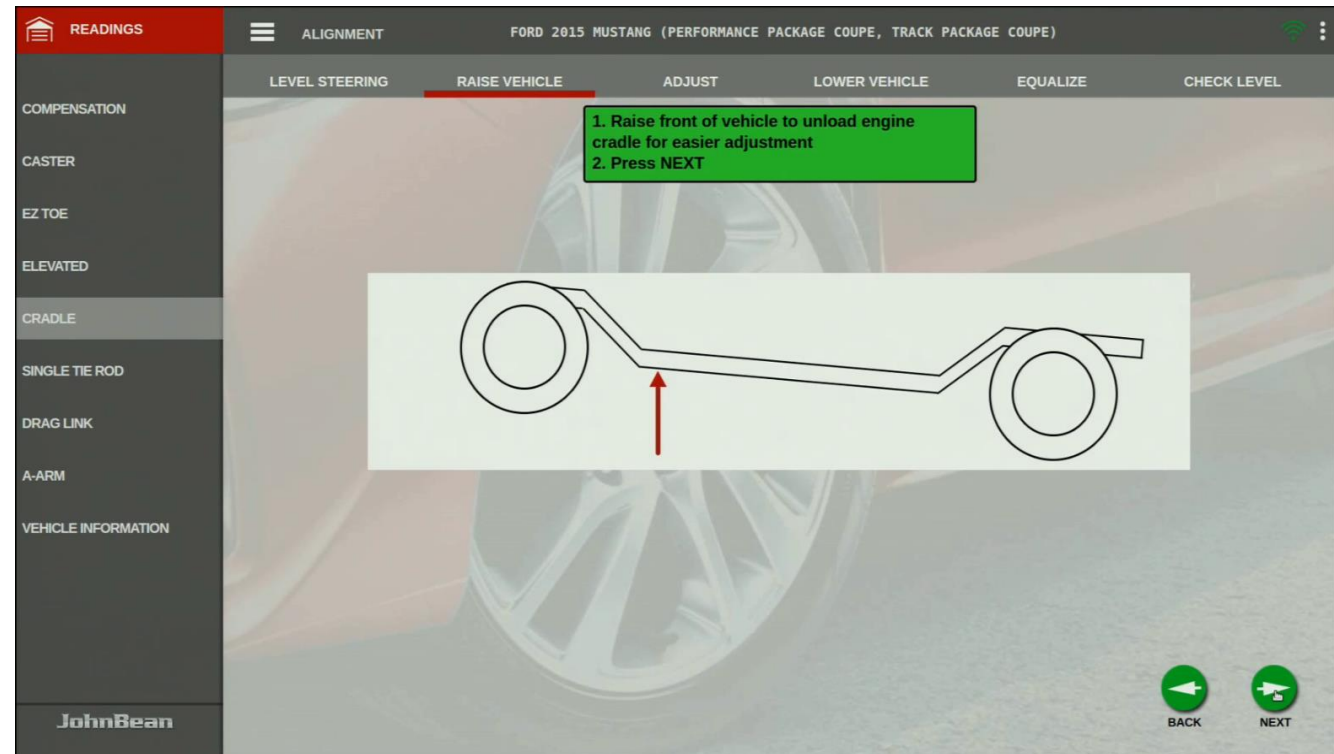 READINGS
ALIGNMENT
FORD 2015 MUSTANG (PERFORMANCE PACKAGE COUPE, TRACK PACKAGE COUPE)
LEVEL STEERING
RAISE VEHICLE
ADJUST
LOWER VEHICLE
EQUALIZE
CHECK LEVEL
COMPENSATION
CASTER
EZ TOE
ELEVATED
CRADLE
SINGLE TIE ROD
DRAG LINK
A-ARM
VEHICLE INFORMATION
1. Raise front of vehicle to unload engine
cradle for easier adjustment
2. Press NEXT
JohnBean
BACK
NEXT